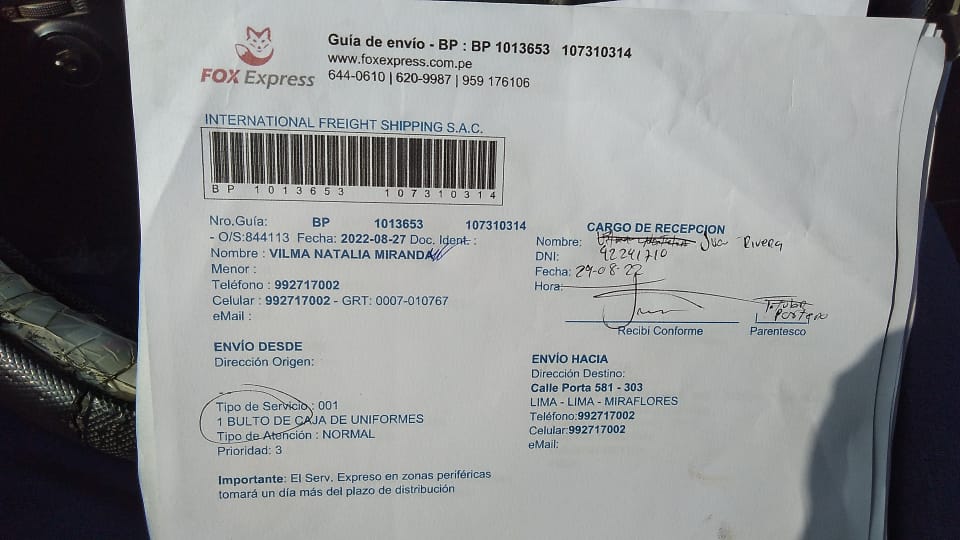 FOX Express
Guía de envío - BP : BP 1013653 107310314
www.foxexpress.com.pe
644-0610 | 620-9987 | 959 176106
INTERNATIONAL FREIGHT SHIPPING S.A.C.
BP 1013653 107310314
Nro.Guía: BP 1013653 107310314
- O/S:844113 Fecha: 2022-08-27 Doc. Ident. :
Nombre : VILMA NATALIA MIRANDA
Menor :
Teléfono : 992717002
Celular : 992717002 - GRT: 0007-010767
eMail :
CARGO DE RECEPCION
Nombre: Rivera
DNI: 42241710
Fecha: 29-08-22
Hora:
Recibí Conforme
Portero
Parentesco
ENVÍO DESDE
Dirección Origen:
Tipo de Servicio : 001
1 BULTO DE CAJA DE UNIFORMES
Tipo de Atención : NORMAL
Prioridad: 3
Importante: El Serv. Expreso en zonas periféricas
tomará un día más del plazo de distribución
ENVÍO HACIA
Dirección Destino:
Calle Porta 581 - 303
LIMA - LIMA - MIRAFLORES
Teléfono:992717002
Celular:992717002
eMail: